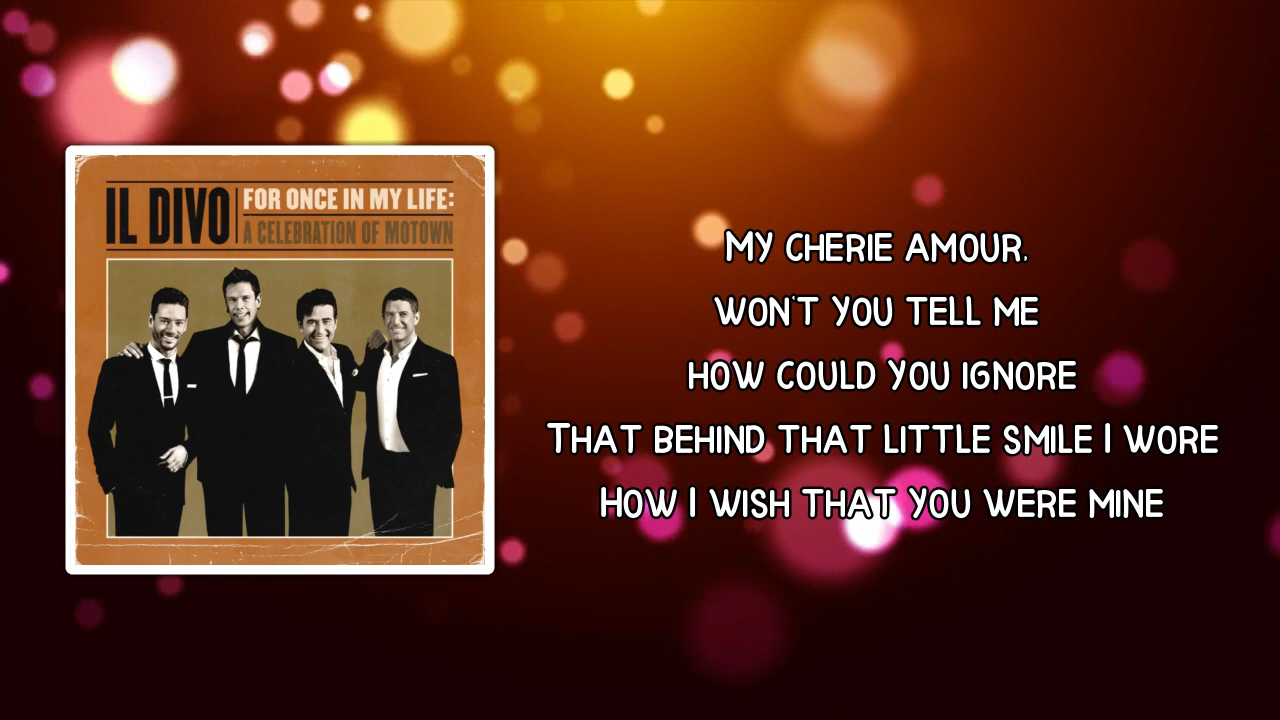 IL DIVO
FOR ONCE IN MY LIFE:
A CELEBRATION OF MOTOWN
My cherie amour,
won't you tell me
how could you ignore
That behind that little smile I wore
How I wish that you were mine